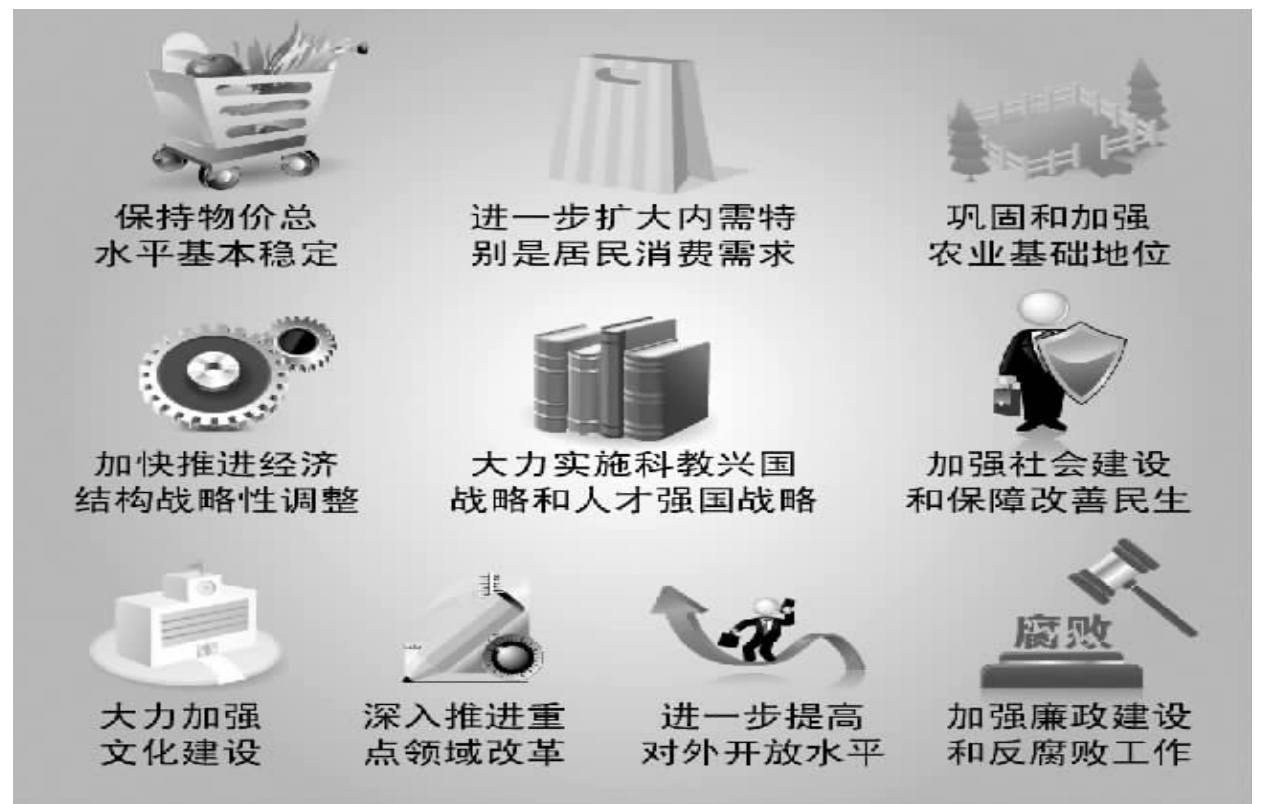 保持物价总
水平基本稳定
进一步扩大内需特
别是居民消费需求
巩固和加强
农业基础地位
加快推进经济
结构战略性调整
大力实施科教兴国
战略和人才强国战略
加强社会建设
和保障改善民生
腐败
大力加强
文化建设
深入推进重
点领域改革
进一步提高
对外开放水平
加强廉政建设
和反腐败工作